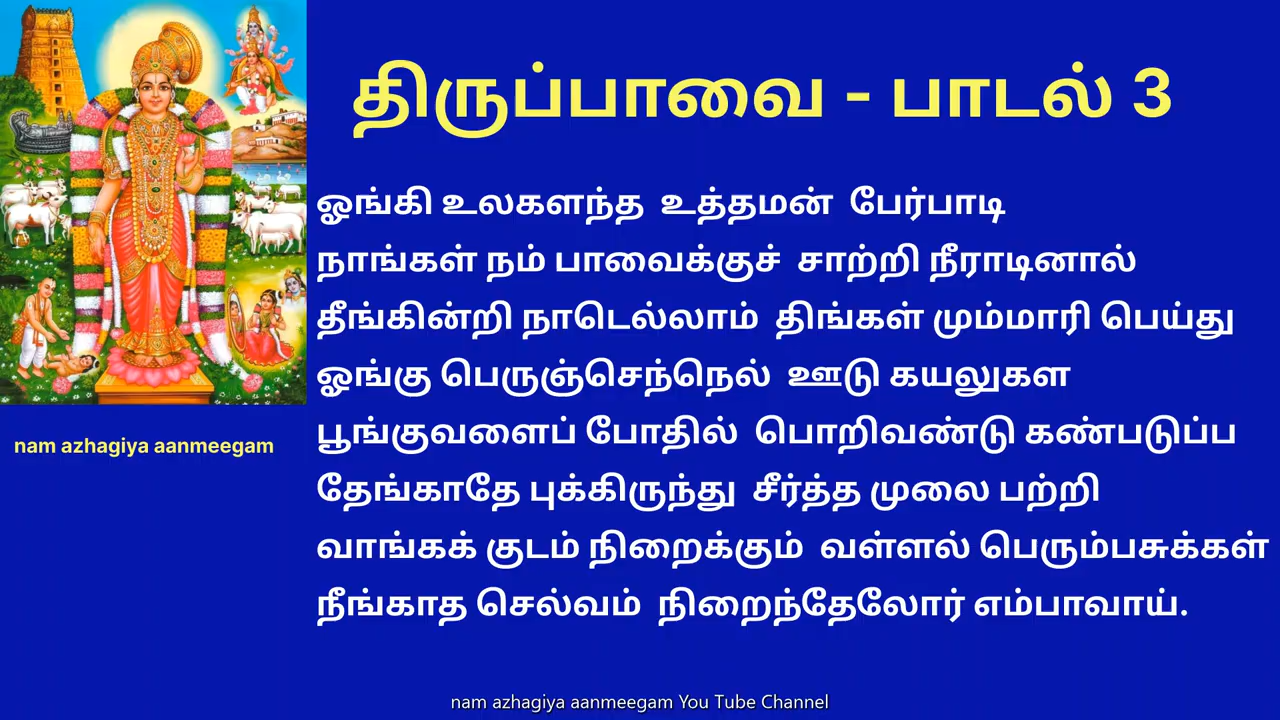 திருப்பாவை - பாடல் 3
ஓங்கி உலகளந்த உத்தமன் பேர்பாடி
நாங்கள் நம் பாவைக்குச் சாற்றி நீராடினால்
தீங்கின்றி நாடெல்லாம் திங்கள் மும்மாரி பெய்து
ஓங்கு பெருஞ்செந்நெல் ஊடு கயலுகள
பூங்குவளைப் போதில் பொறிவண்டு கண்படுப்ப
தேங்காதே புக்கிருந்து சீர்த்த முலை பற்றி
வாங்கக் குடம் நிறைக்கும் வள்ளல் பெரும்பசுக்கள்
நீங்காத செல்வம் நிறைந்தேலோர் எம்பாவாய்.
nam azhagiya aanmeegam
nam azhagiya aanmeegam You Tube Channel